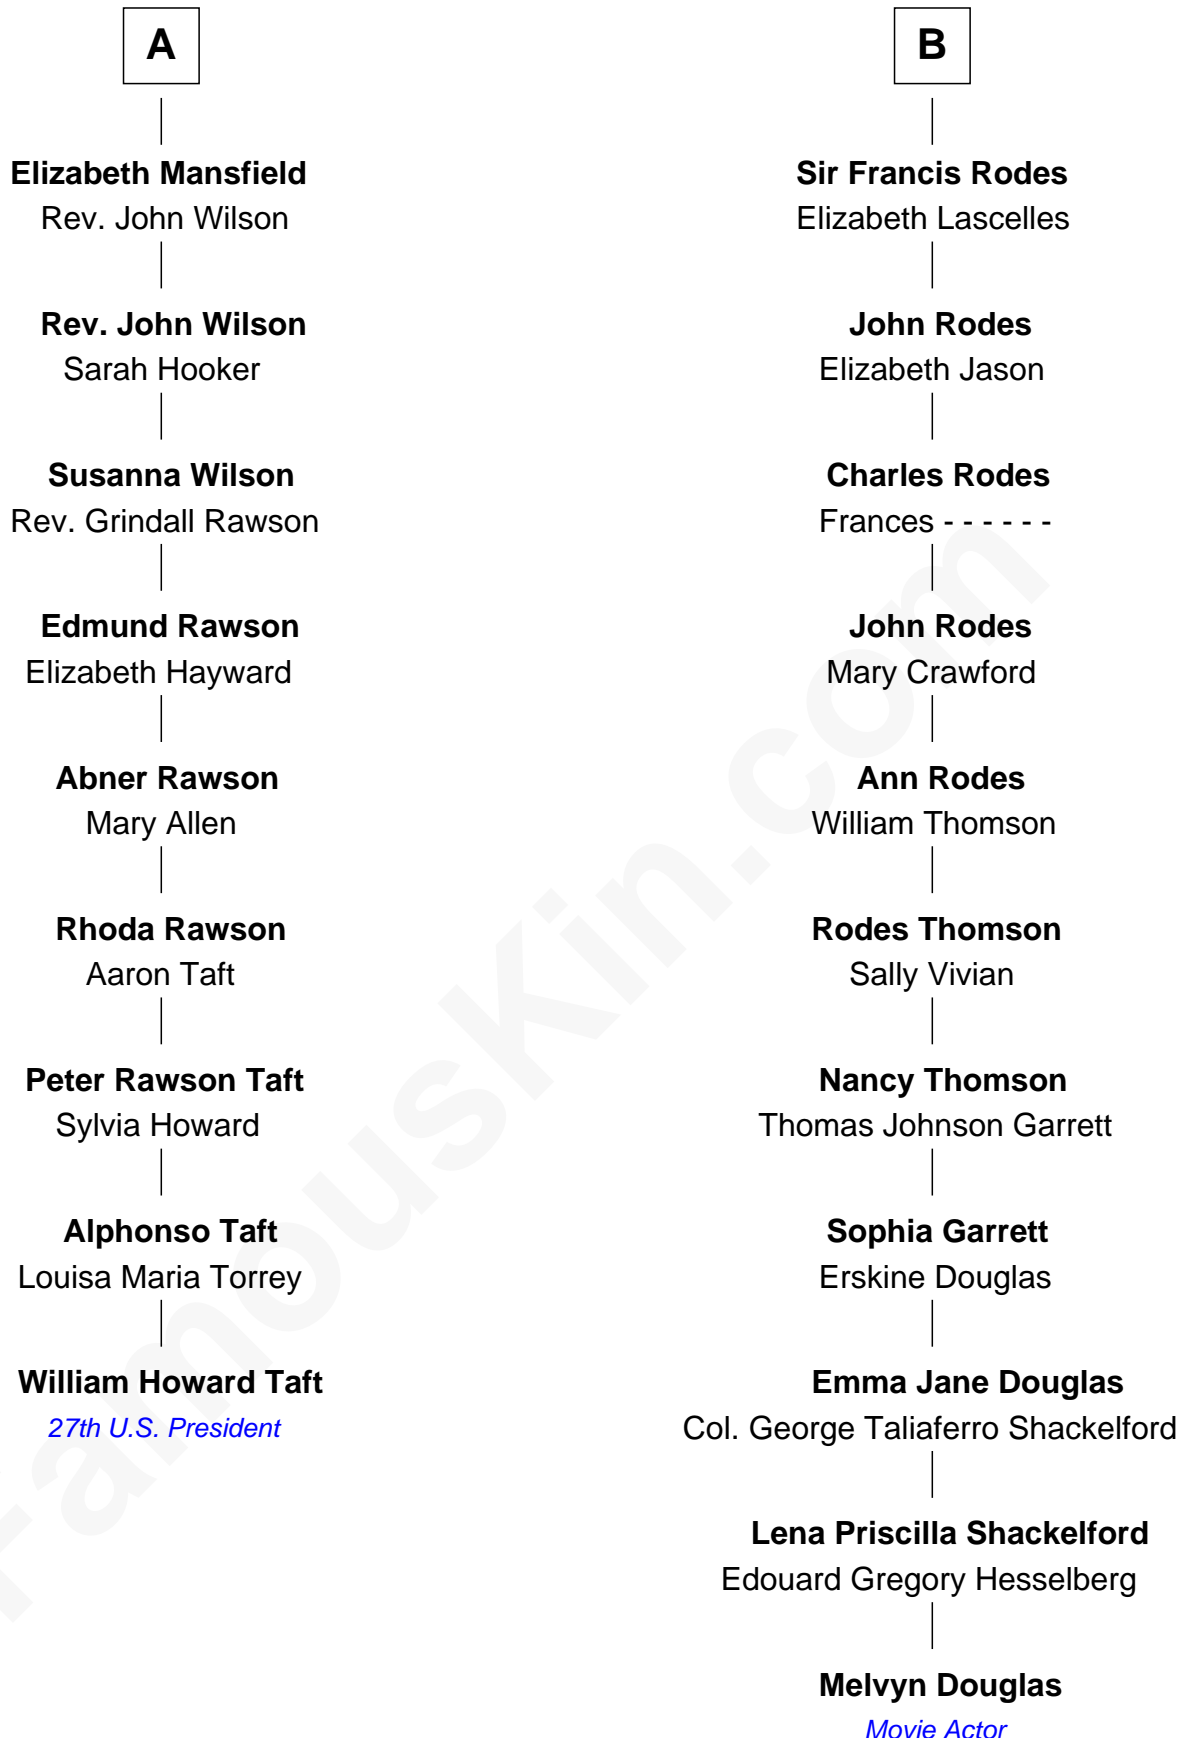 A
Elizabeth Mansfield
Rev. John Wilson
Rev. John Wilson
Sarah Hooker
Susanna Wilson
Rev. Grindall Rawson
Edmund Rawson
Elizabeth Hayward
Abner Rawson
Mary Allen
Rhoda Rawson
Aaron Taft
Peter Rawson Taft
Sylvia Howard
Alphonso Taft
Louisa Maria Torrey
William Howard Taft
27th U.S. President
B
Sir Francis Rodes
Elizabeth Lascelles
John Rodes
Elizabeth Jason
Charles Rodes
Frances - - - - - -
John Rodes
Mary Crawford
Ann Rodes
William Thomson
Rodes Thomson
Sally Vivian
Nancy Thomson
Thomas Johnson Garrett
Sophia Garrett
Erskine Douglas
Emma Jane Douglas
Col. George Taliaferro Shackelford
Lena Priscilla Shackelford
Edouard Gregory Hesselberg
Melvyn Douglas
Movie Actor
FamousKin.com